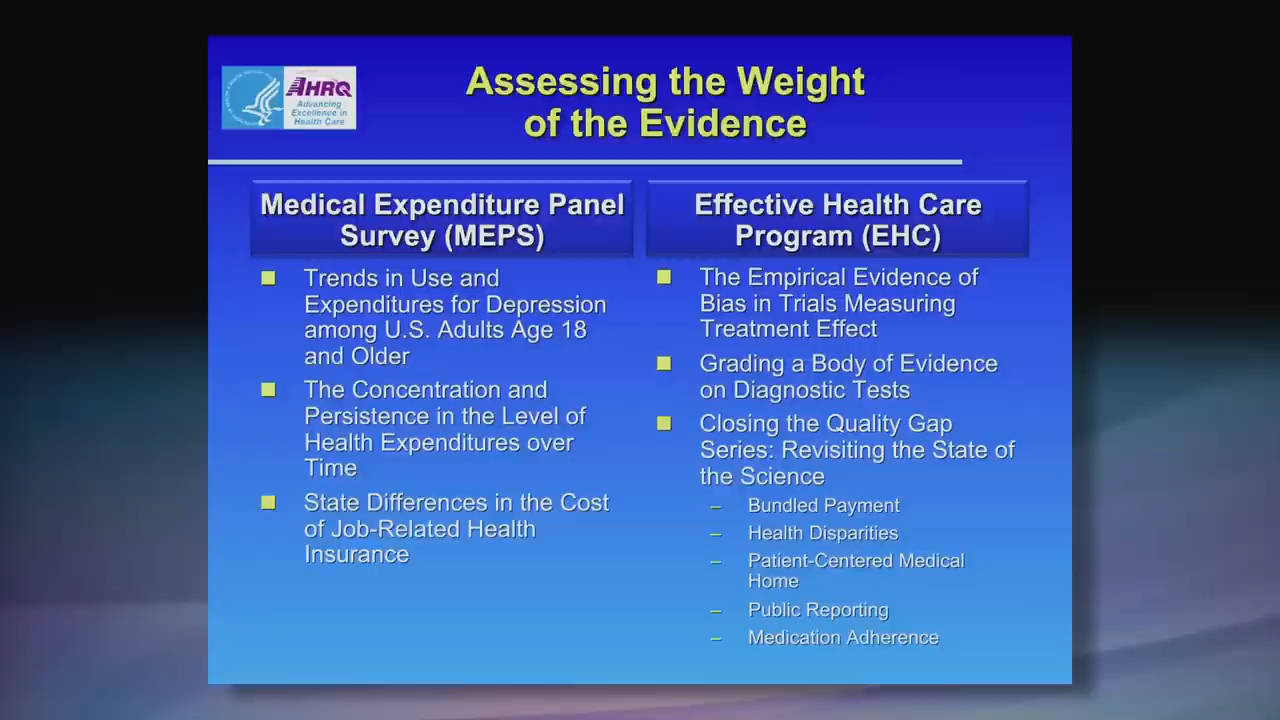 AHRQ
Advancing
Excellence in
Health Care
Assessing the Weight
of the Evidence
Medical Expenditure Panel
Survey (MEPS)
Trends in Use and
Expenditures for Depression
among U.S. Adults Age 18
and Older
The Concentration and
Persistence in the Level of
Health Expenditures over
Time
State Differences in the Cost
of Job-Related Health
Insurance
Effective Health Care
Program (EHC)
The Empirical Evidence of
Bias in Trials Measuring
Treatment Effect
Grading a Body of Evidence
on Diagnostic Tests
Closing the Quality Gap
Series: Revisiting the State of
the Science
– Bundled Payment
– Health Disparities
– Patient-Centered Medical
Home
– Public Reporting
– Medication Adherence